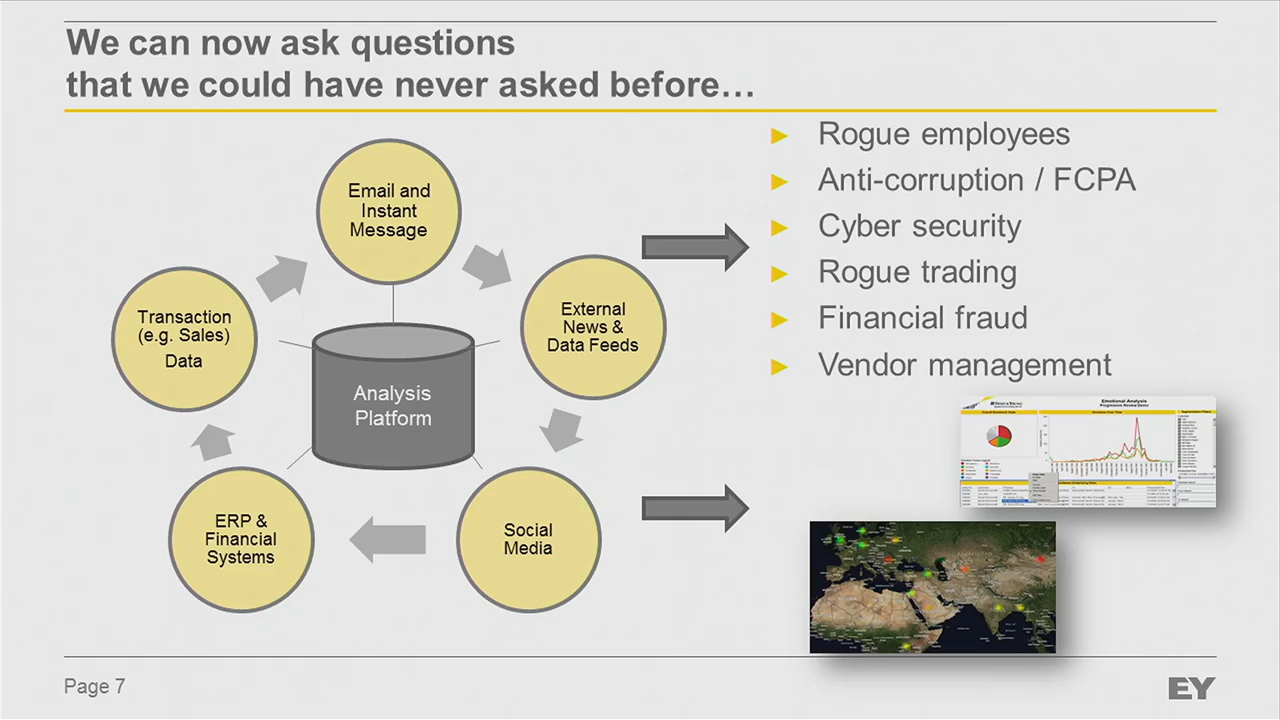 We can now ask questions
that we could have never asked before…
Email and
Instant
Message
External
News &
Data Feeds
Social
Media
ERP &
Financial
Systems
Transaction
(e.g. Sales)
Data
Analysis
Platform
► Rogue employees
► Anti-corruption / FCPA
► Cyber security
► Rogue trading
► Financial fraud
► Vendor management
Emotional Analysis
Page 7
EY